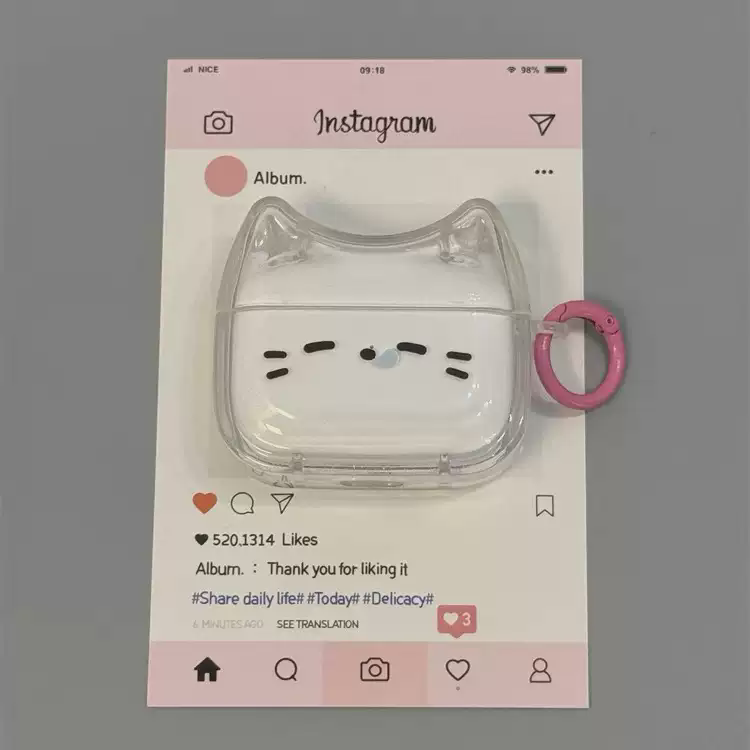 NICE
09:18
98%
Instagram
Album.
520,1314 Likes
Album. : Thank you for liking it
#Share daily life# #Today# #Delicacy#
6 MINUTES AGO SEE TRANSLATION
3